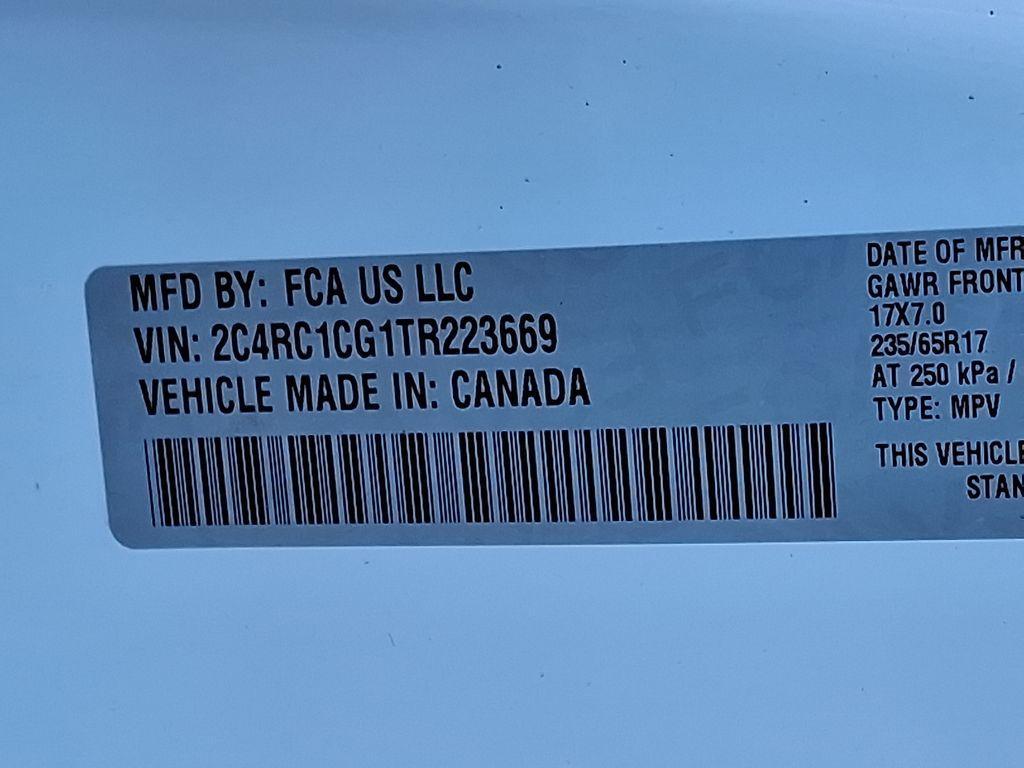 MFD BY: FCA US LLC
VIN: 2C4RC1CG1TR223669
VEHICLE MADE IN: CANADA
DATE OF MFR
GAWR FRONT
17X7.0
235/65R17
AT 250 kPa /
TYPE: MPV
THIS VEHICLE
STAN